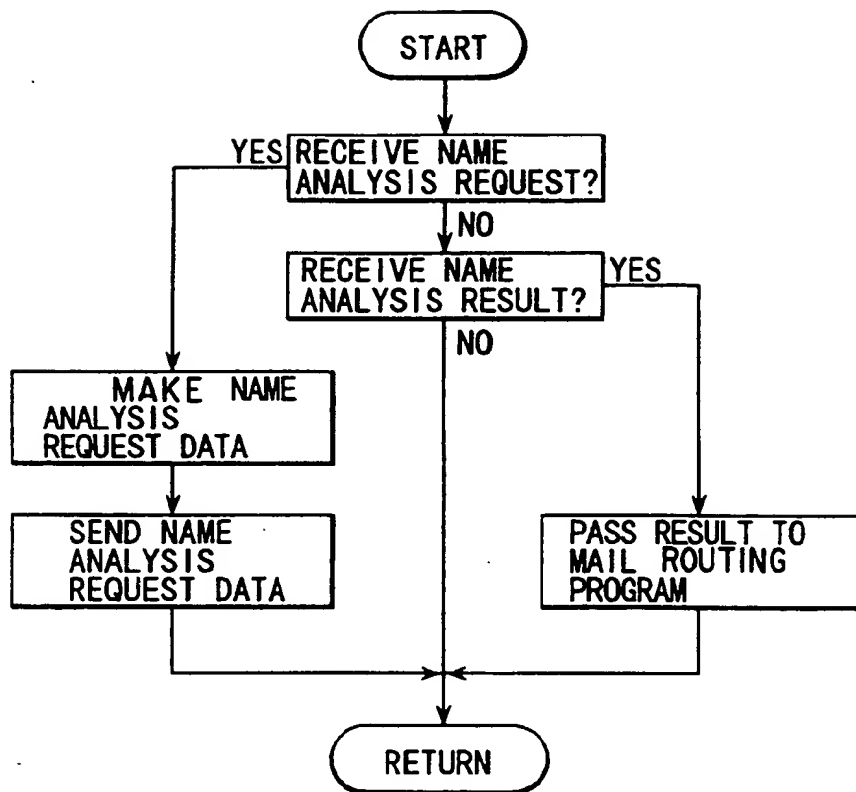 START
YES
RECEIVE NAME
ANALYSIS REQUEST?
NO
RECEIVE NAME
ANALYSIS RESULT?
YES
NO
MAKE NAME
ANALYSIS
REQUEST DATA
SEND NAME
ANALYSIS
REQUEST DATA
PASS RESULT TO
MAIL ROUTING
PROGRAM
RETURN